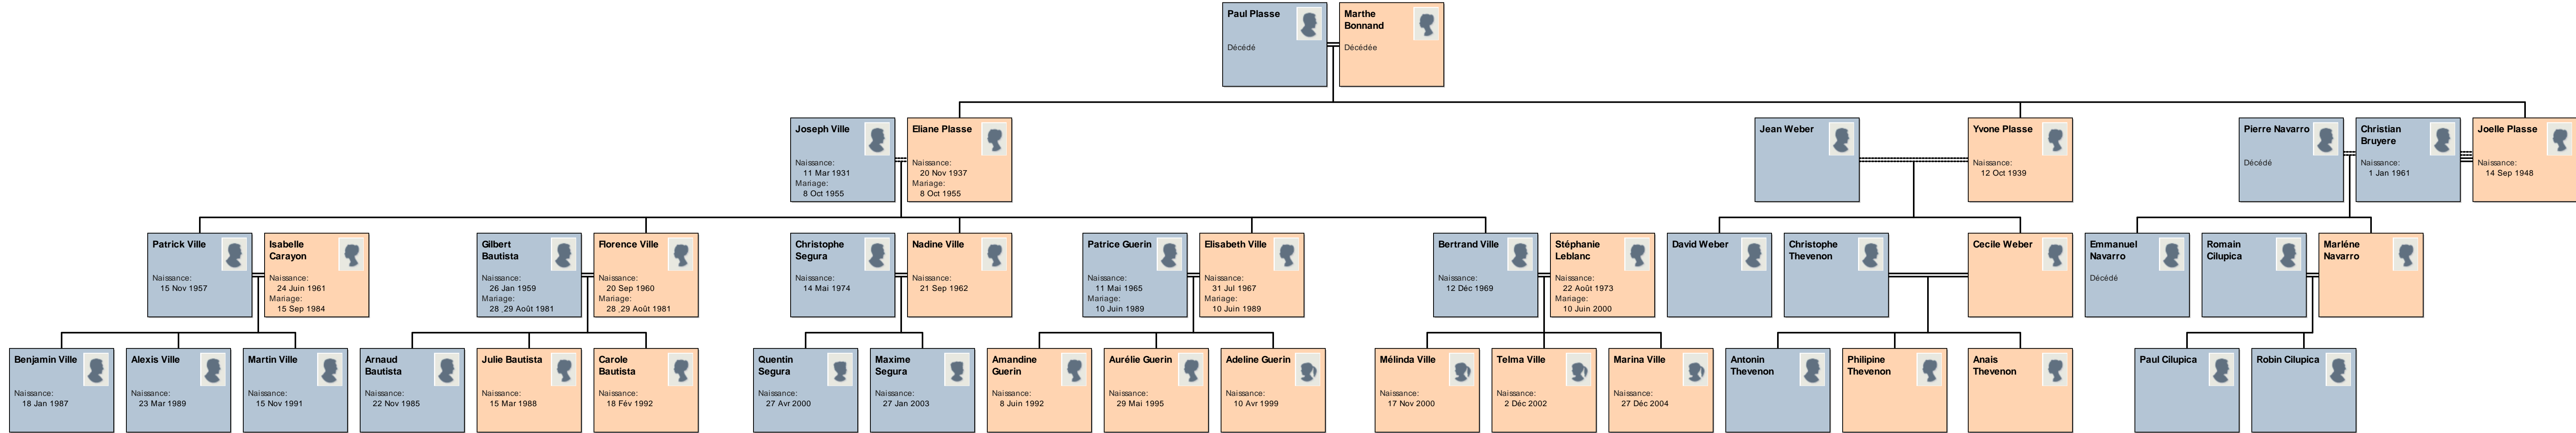 Paul Plasse
Décédé
Marthe
Bonnand
Décédée
Joseph Ville
Naissance:
11 Mar 1931
Mariage:
8 Oct 1955
Eliane Plasse
Naissance:
20 Nov 1937
Mariage:
8 Oct 1955
Jean Weber
Yvone Plasse
Naissance:
12 Oct 1939
Pierre Navarro
Décédé
Christian
Bruyere
Naissance:
1 Jan 1961
Joelle Plasse
Naissance:
14 Sep 1948
Patrick Ville
Naissance:
15 Nov 1957
Isabelle
Carayon
Naissance:
24 Juin 1961
Mariage:
15 Sep 1984
Gilbert
Bautista
Naissance:
26 Jan 1959
Mariage:
28 ,29 Août 1981
Florence Ville
Naissance:
20 Sep 1960
Mariage:
28 ,29 Août 1981
Christophe
Segura
Naissance:
14 Mai 1974
Nadine Ville
Naissance:
21 Sep 1962
Patrice Guerin
Naissance:
11 Mai 1965
Mariage:
10 Juin 1989
Elisabeth Ville
Naissance:
31 Jul 1967
Mariage:
10 Juin 1989
Bertrand Ville
Naissance:
12 Déc 1969
Stéphanie
Leblanc
Naissance:
22 Août 1973
Mariage:
10 Juin 2000
David Weber
Christophe
Thevenon
Cecile Weber
Emmanuel
Navarro
Décédé
Romain
Cilupica
Marléne
Navarro
Benjamin Ville
Naissance:
18 Jan 1987
Alexis Ville
Naissance:
23 Mar 1989
Martin Ville
Naissance:
15 Nov 1991
Arnaud
Bautista
Naissance:
22 Nov 1985
Julie Bautista
Naissance:
15 Mar 1988
Carole
Bautista
Naissance:
18 Fév 1992
Quentin
Segura
Naissance:
27 Avr 2000
Maxime
Segura
Naissance:
27 Jan 2003
Amandine
Guerin
Naissance:
8 Juin 1992
Aurélie Guerin
Naissance:
29 Mai 1995
Adeline Guerin
Naissance:
10 Avr 1999
Mélinda Ville
Naissance:
17 Nov 2000
Telma Ville
Naissance:
2 Déc 2002
Marina Ville
Naissance:
27 Déc 2004
Antonin
Thevenon
Philipine
Thevenon
Anais
Thevenon
Paul Cilupica
Robin Cilupica